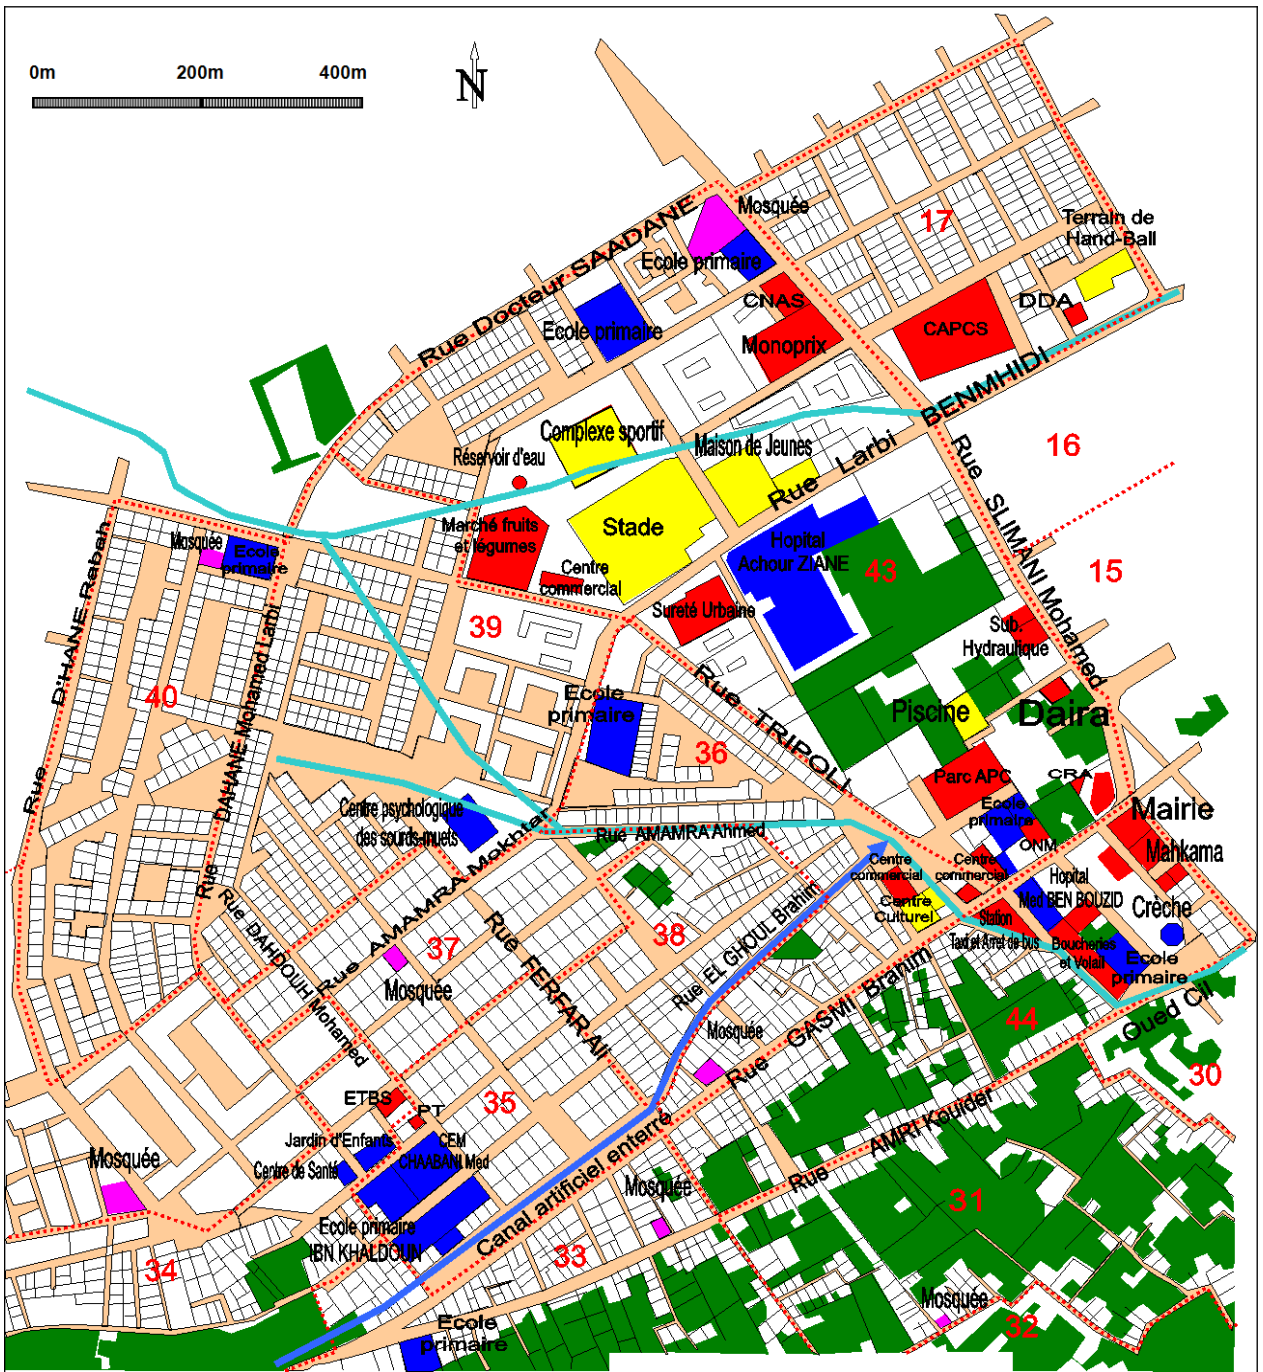 0m 200m 400m
N
Mosquée
17
Terrain de
Hand-Ball
Rue Docteur SAADANE
Ecole primaire
CNAS
DDA
Ecole primaire
Monoprix
CAPCS
BENMHIDI
Complexe sportif
Maison de Jeunes
Réservoir d'eau
Rue Larbi
16
Rue SLIMANI Mohamed
Marché fruits
et légumes
Stade
Hopital
Achour ZIANE
43
15
Mosquée
Ecole
primaire
Centre
commercial
Sureté Urbaine
Rue D'HANE Rabah
39
Sub.
Hydraulique
40
Rue DAHANE Mohamed Larbi
Ecole
primaire
Rue TRIPOLI
36
Piscine
Daira
Parc APC
CRA
Centre psychologique
des sourds-muets
Rue AMAMRA Ahmed
Ecole
primaire
Mairie
ONM
Mahkama
Rue AMAMRA Mokhtar
Centre
commercial
Centre
commercial
Hopital
Med BEN BOUZID
Centre
Culturel
Crèche
Station
Taxi et Arret de bus
Boucheries
et Volail
Ecole
primaire
Rue DAHDOUH Mohamed
37
Rue FERFAR Ali
38
Rue EL GHOUL Brahim
Mosquée
Rue GASMI Brahim
44
Oued Cil
Mosquée
30
ETBS
PT
35
Rue AMRI Kouider
Jardin d'Enfants
CEM
CHAABANI Med
Centre de Santé
Mosquée
Canal artificiel enterré
Mosquée
31
Ecole primaire
IBN KHALDOUN
34
33
Mosquée
32
Ecole
primaire